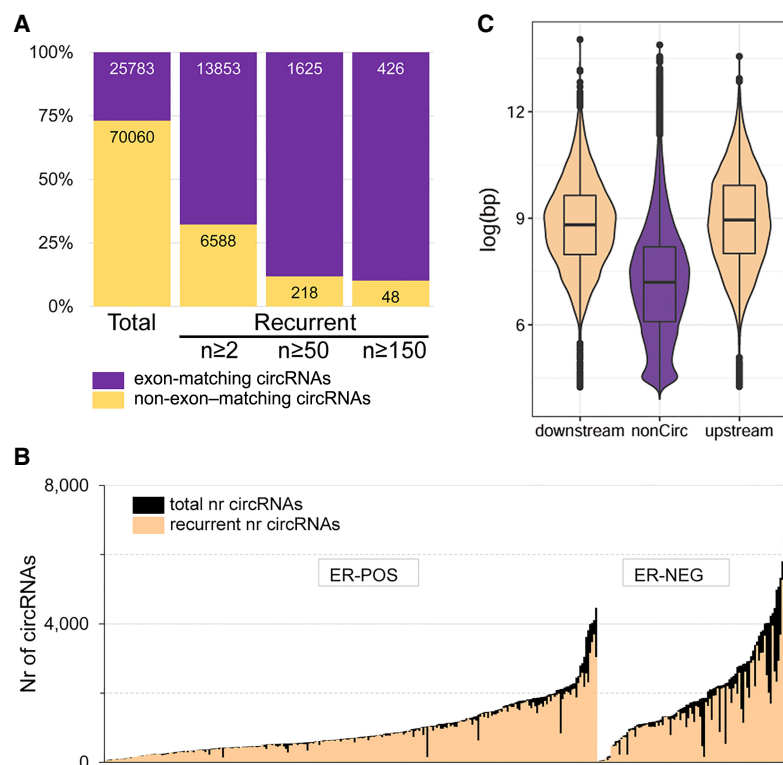 A
100%
75%
50%
25%
0%
25783
13853
1625
426
70060
6588
218
48
Total
Recurrent
n≥2
n≥50
n≥150
exon-matching circRNAs
non-exon–matching circRNAs
C
log(bp)
12
9
6
downstream nonCirc upstream
B
Nr of circRNAs
8,000
4,000
0
total nr circRNAs
recurrent nr circRNAs
ER-POS
ER-NEG